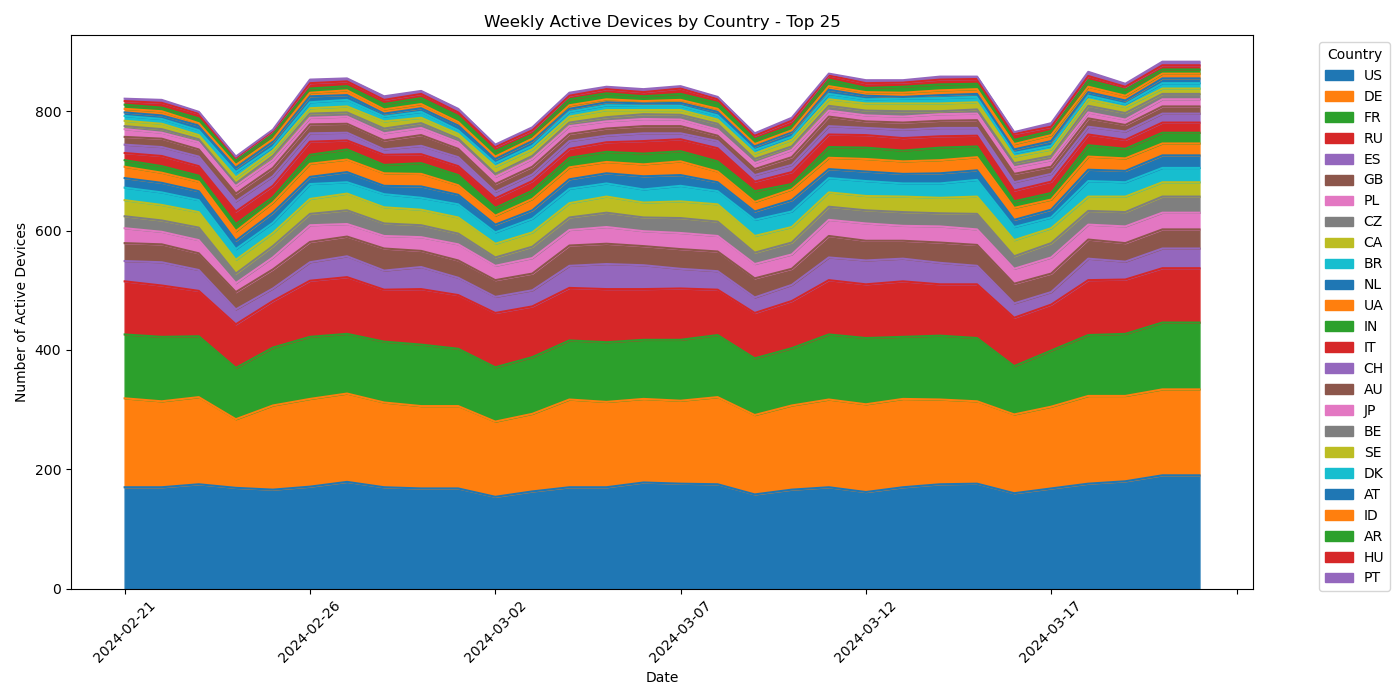 Weekly Active Devices by Country - Top 25
Number of Active Devices
800
600
400
200
0
2024-02-21
2024-02-26
2024-03-02
2024-03-07
2024-03-12
2024-03-17
Date
Country
US
DE
FR
RU
ES
GB
PL
CZ
CA
BR
NL
UA
IN
IT
CH
AU
JP
BE
SE
DK
AT
ID
AR
HU
PT